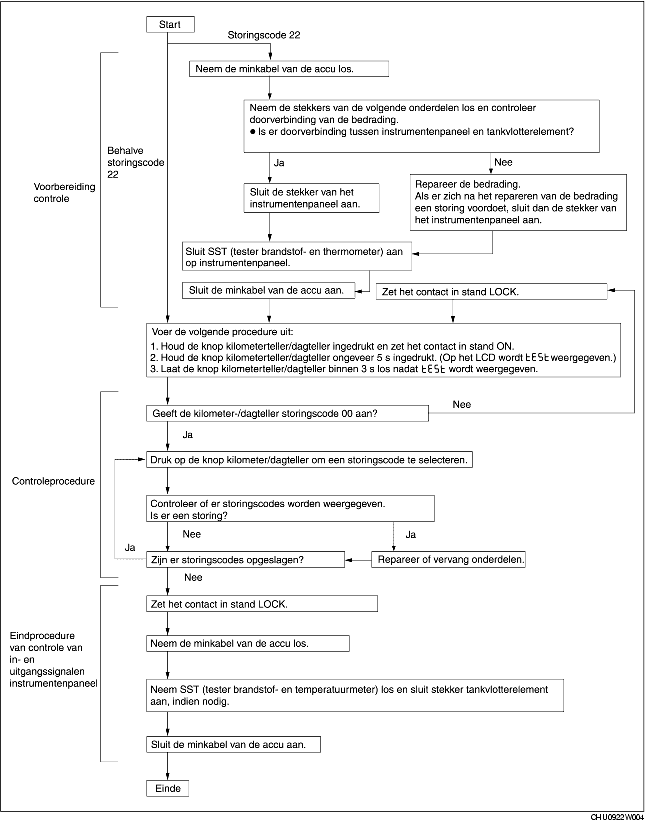 Start
Storingscode 22
Neem de minkabel van de accu los.
Neem de stekkers van de volgende onderdelen los en controleer
doorverbinding van de bedrading.
● Is er doorverbinding tussen instrumentenpaneel en tankvlotterelement?
Behalve
storingscode
22
Ja
Nee
Voorbereiding
controle
Sluit de stekker van het
instrumentenpaneel aan.
Repareer de bedrading.
Als er zich na het repareren van de bedrading
een storing voordoet, sluit dan de stekker van
het instrumentenpaneel aan.
Sluit SST (tester brandstof- en thermometer) aan
op instrumentenpaneel.
Sluit de minkabel van de accu aan.
Zet het contact in stand LOCK.
Voer de volgende procedure uit:
1. Houd de knop kilometerteller/dagteller ingedrukt en zet het contact in stand ON.
2. Houd de knop kilometerteller/dagteller ongeveer 5 s ingedrukt. (Op het LCD wordt tESt weergegeven.)
3. Laat de knop kilometerteller/dagteller binnen 3 s los nadat tESt wordt weergegeven.
Geeft de kilometer-/dagteller storingscode 00 aan?
Nee
Ja
Druk op de knop kilometer/dagteller om een storingscode te selecteren.
Controleprocedure
Controleer of er storingscodes worden weergegeven.
Is er een storing?
Nee
Ja
Ja
Zijn er storingscodes opgeslagen?
Repareer of vervang onderdelen.
Nee
Zet het contact in stand LOCK.
Eindprocedure
van controle van
in- en
uitgangssignalen
instrumentenpaneel
Neem de minkabel van de accu los.
Neem SST (tester brandstof- en temperatuurmeter) los en sluit stekker tankvlotterelement
aan, indien nodig.
Sluit de minkabel van de accu aan.
Einde
CHU0922W004